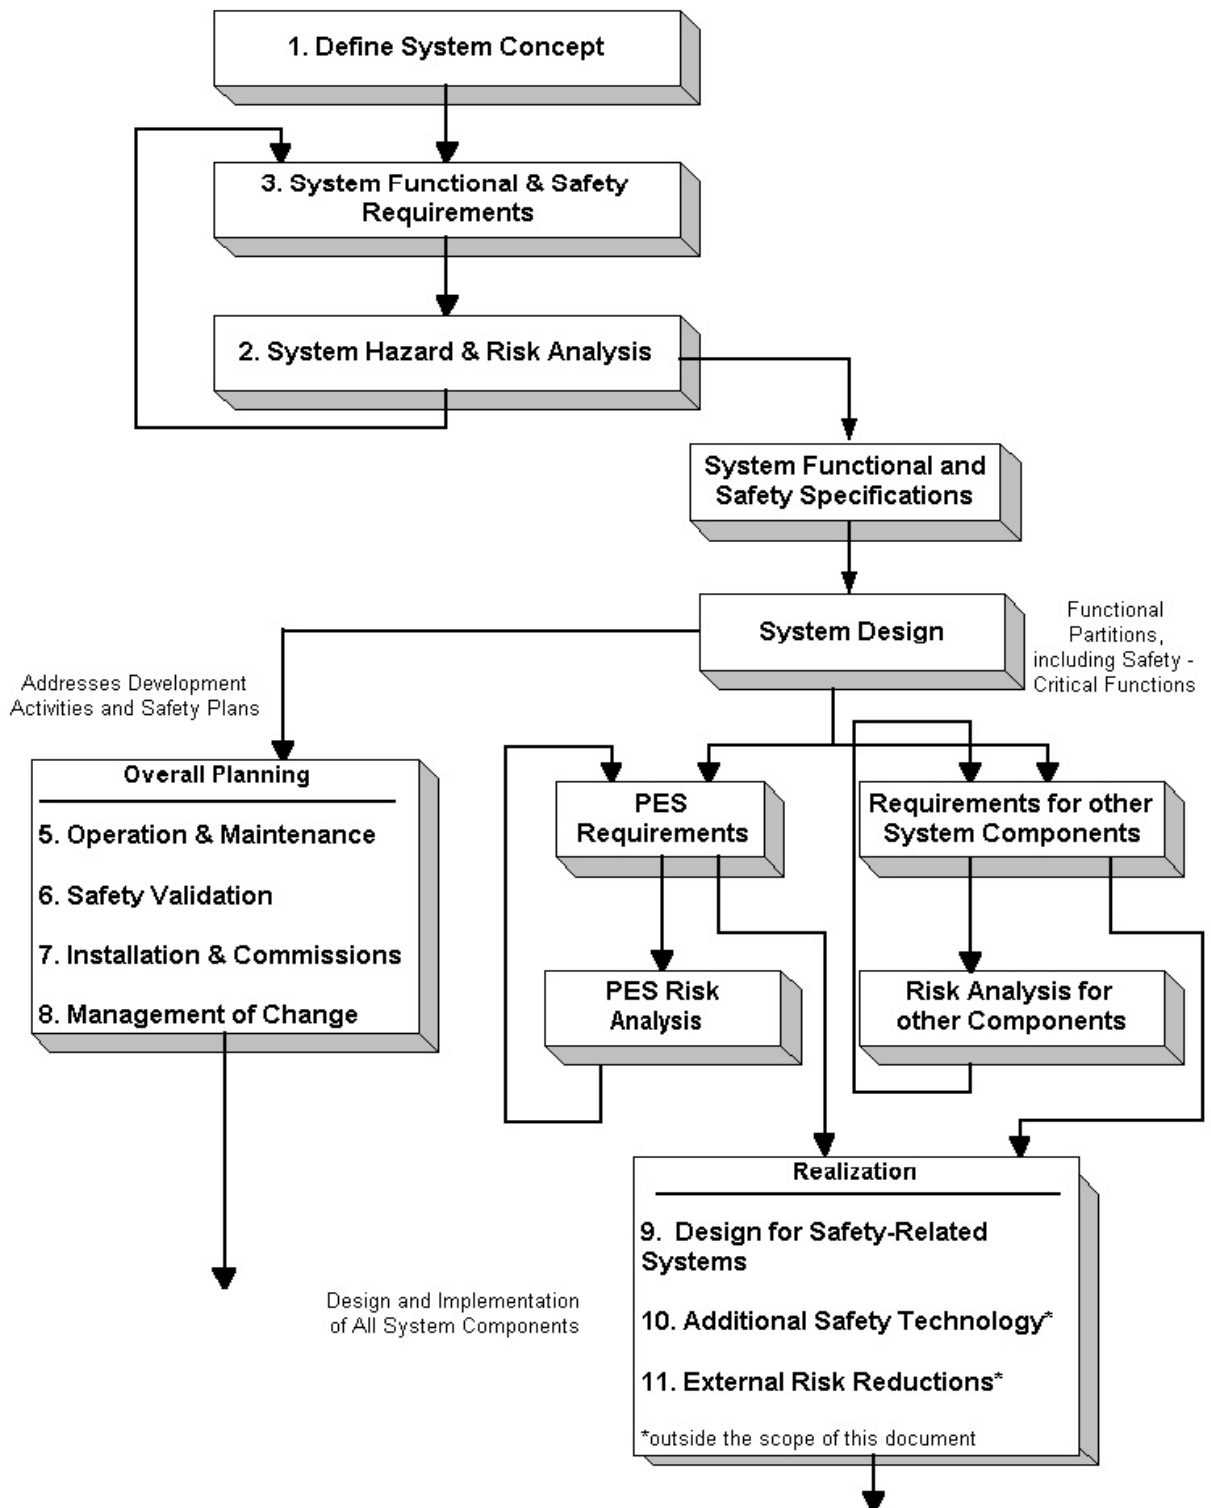 1. Define System Concept
3. System Functional & Safety
Requirements
2. System Hazard & Risk Analysis
System Functional and
Safety Specifications
System Design
Functional
Partitions,
including Safety -
Critical Functions
Addresses Development
Activities and Safety Plans
Overall Planning
5. Operation & Maintenance
6. Safety Validation
7. Installation & Commissions
8. Management of Change
PES
Requirements
Requirements for other
System Components
PES Risk
Analysis
Risk Analysis for
other Components
Realization
9. Design for Safety-Related
Systems
10. Additional Safety Technology*
11. External Risk Reductions*
*outside the scope of this document
Design and Implementation
of All System Components